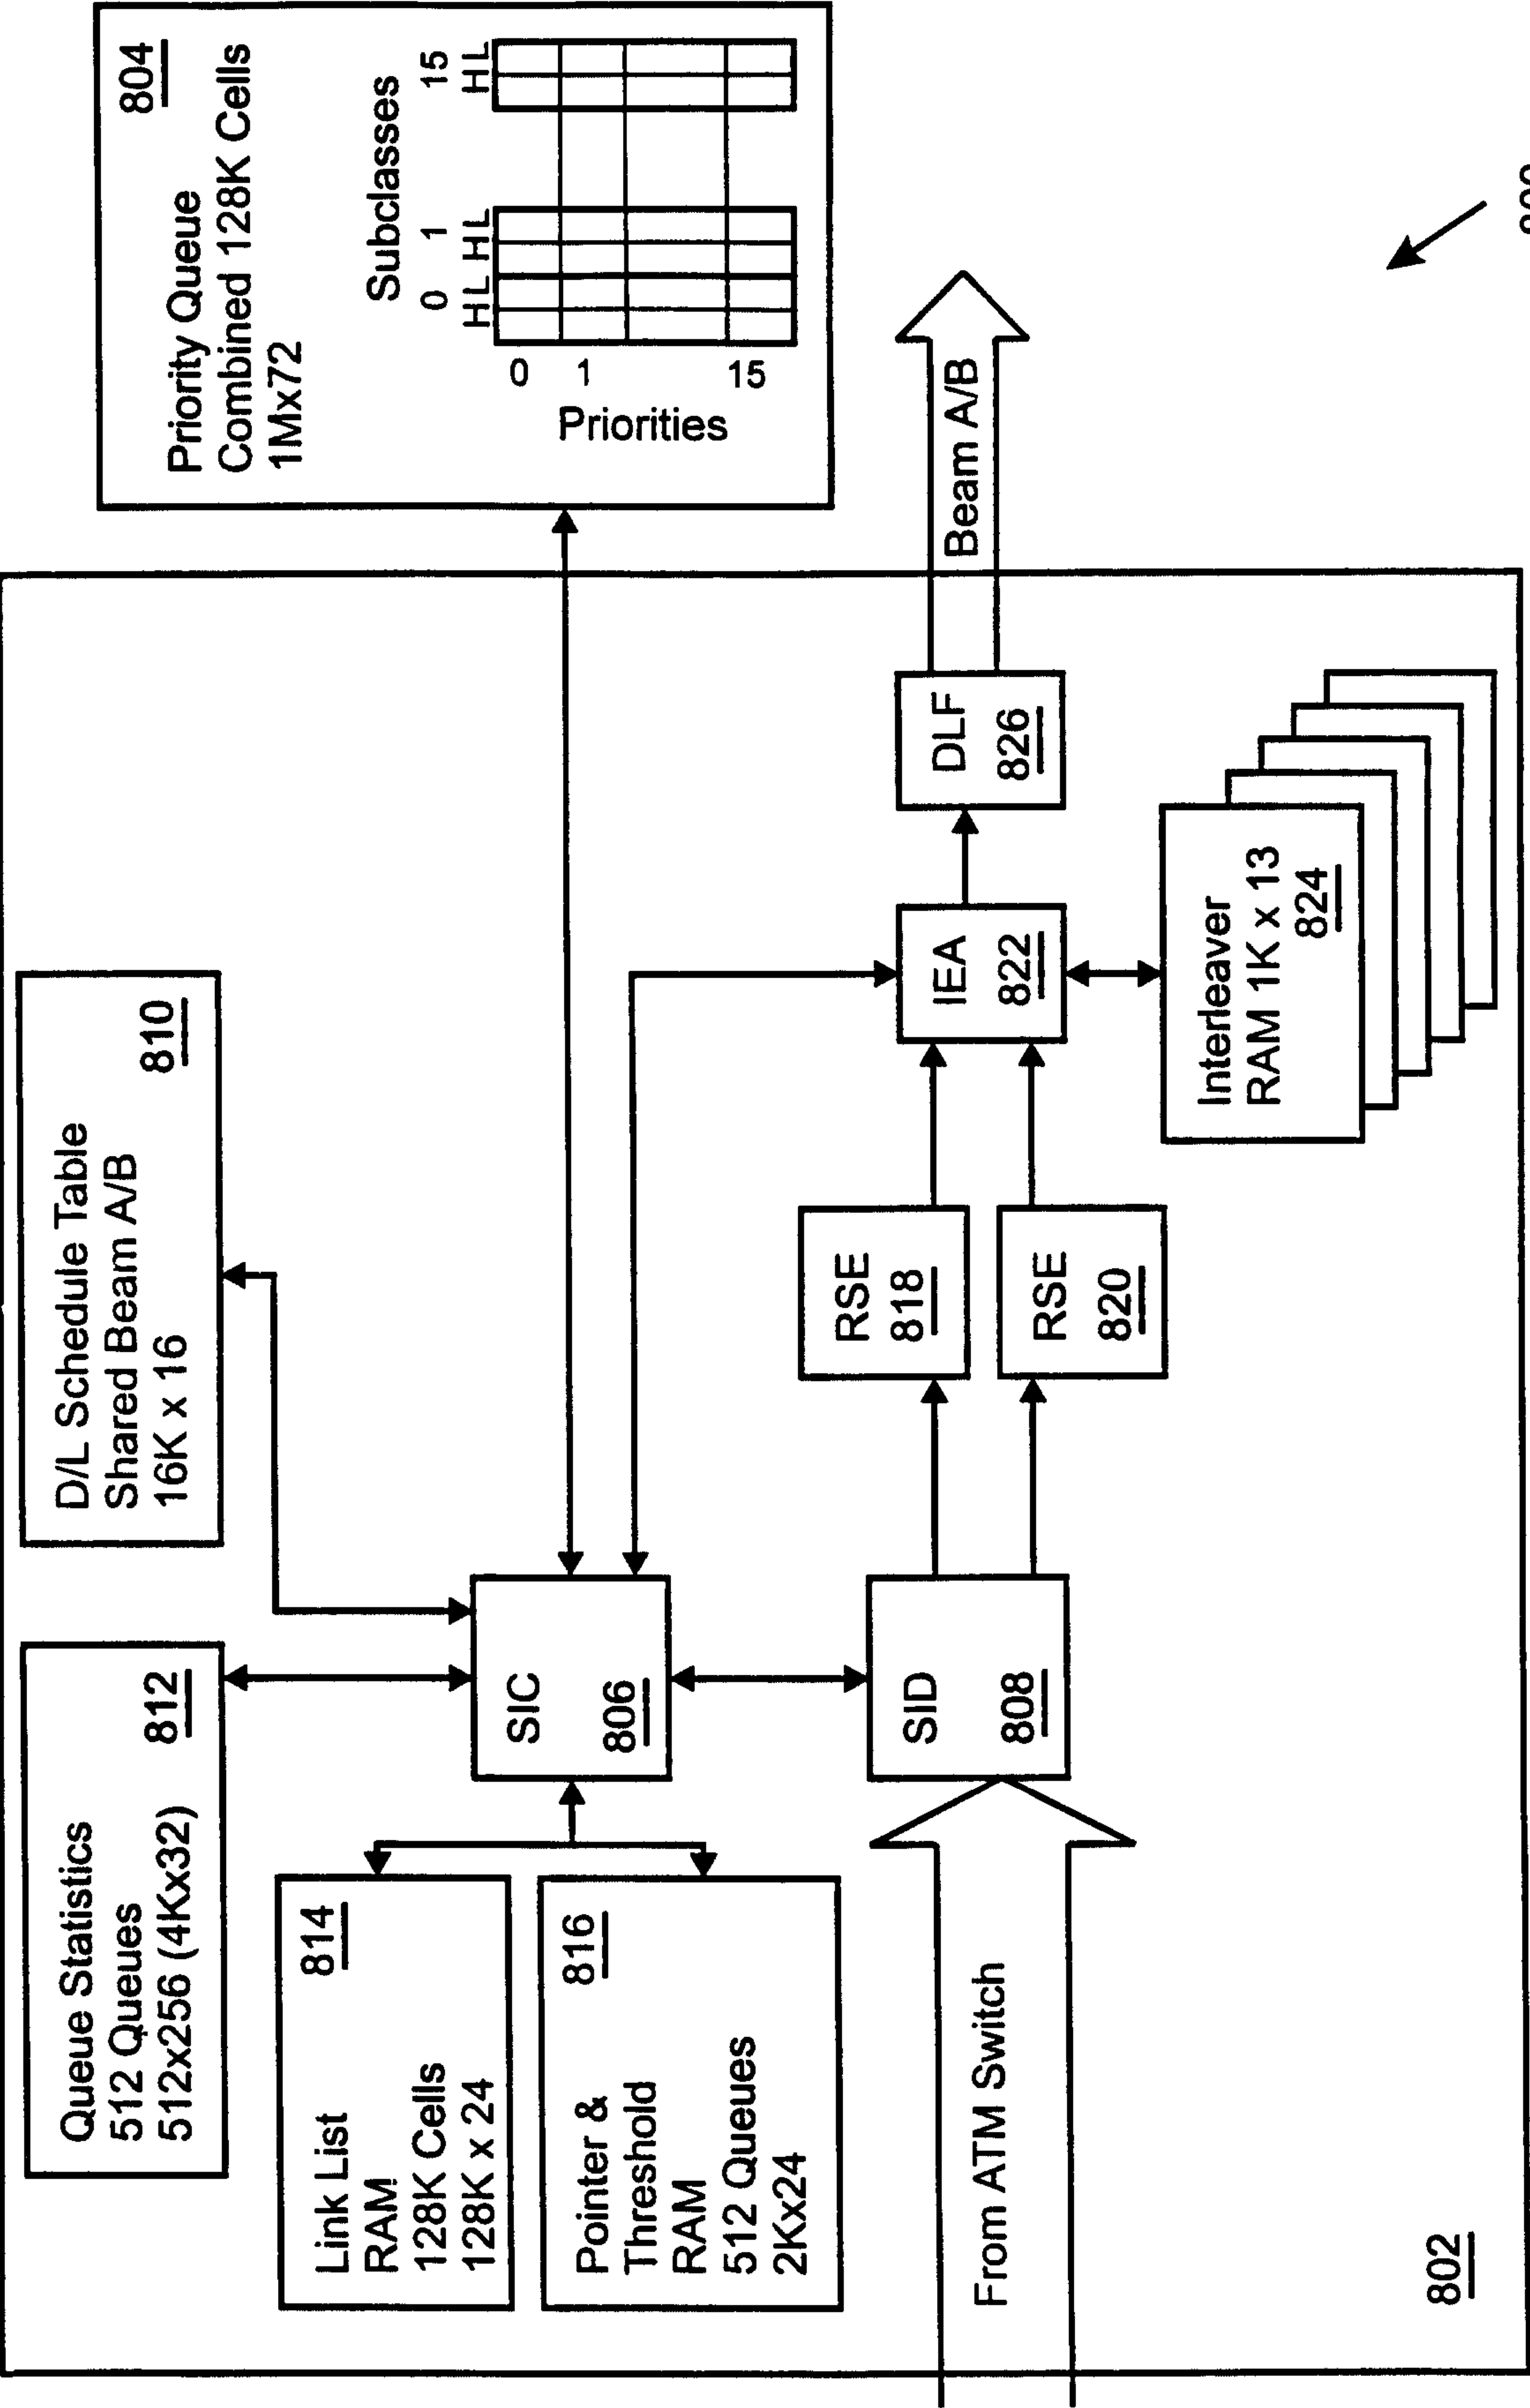 Queue Statistics
512 Queues
512x256 (4Kx32)
812
D/L Schedule Table
Shared Beam A/B
16K x 16
810
804
Priority Queue
Combined 128K Cells
1Mx72
Subclasses
0 1 15
H L H L H L
0
1
15
Priorities
Link List
RAM
128K Cells
128K x 24
814
Pointer &
Threshold
RAM
512 Queues
2Kx24
816
SIC
806
SID
808
RSE
818
RSE
820
IEA
822
DLF
826
Beam A/B
Interleaver
RAM 1K x 13
824
From ATM Switch
802